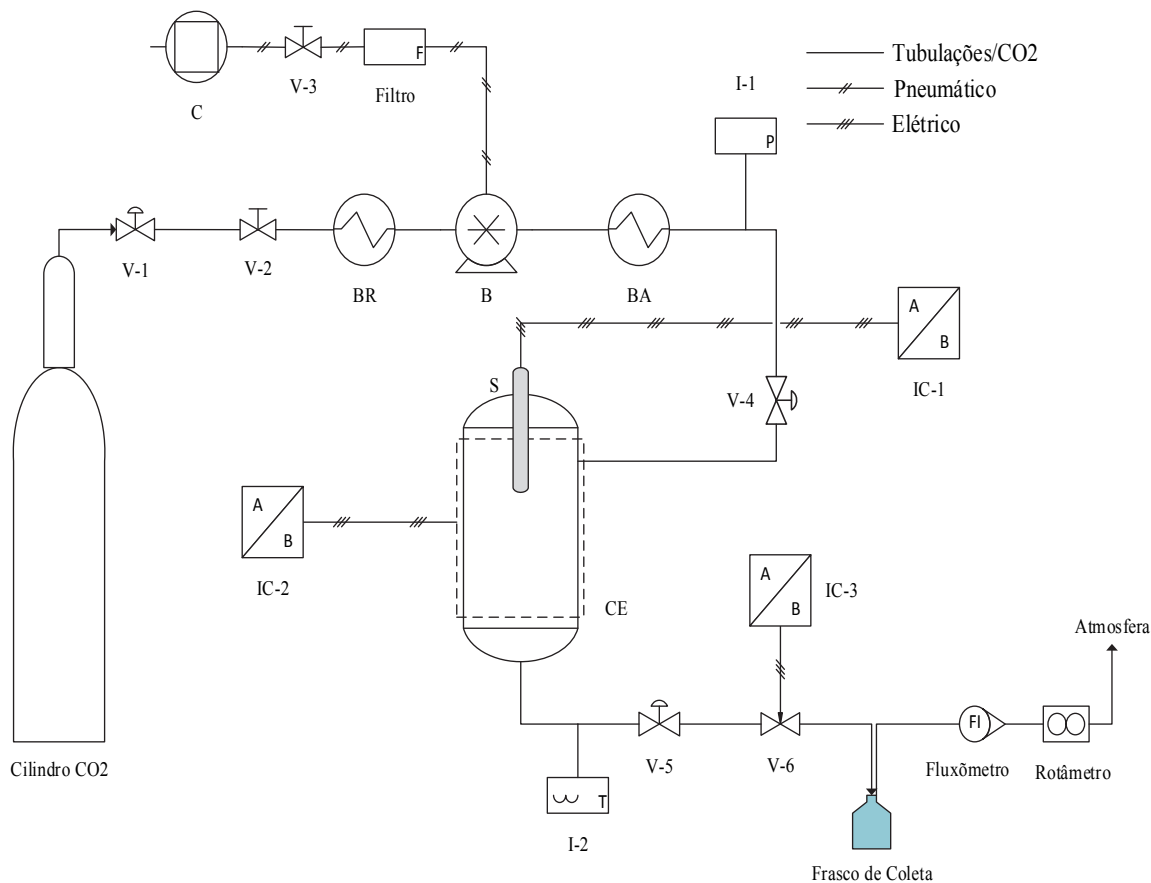 Tubulações/CO2
Pneumático
Elétrico
F
C
V-3
Filtro
I-1
P
V-1
V-2
BR
B
BA
A
B
IC-1
S
V-4
A
B
IC-2
CE
A
B
IC-3
Atmosfera
FI
V-5
V-6
Fluxõmetro
Rotâmetro
T
I-2
Cilindro CO2
Frasco de Coleta